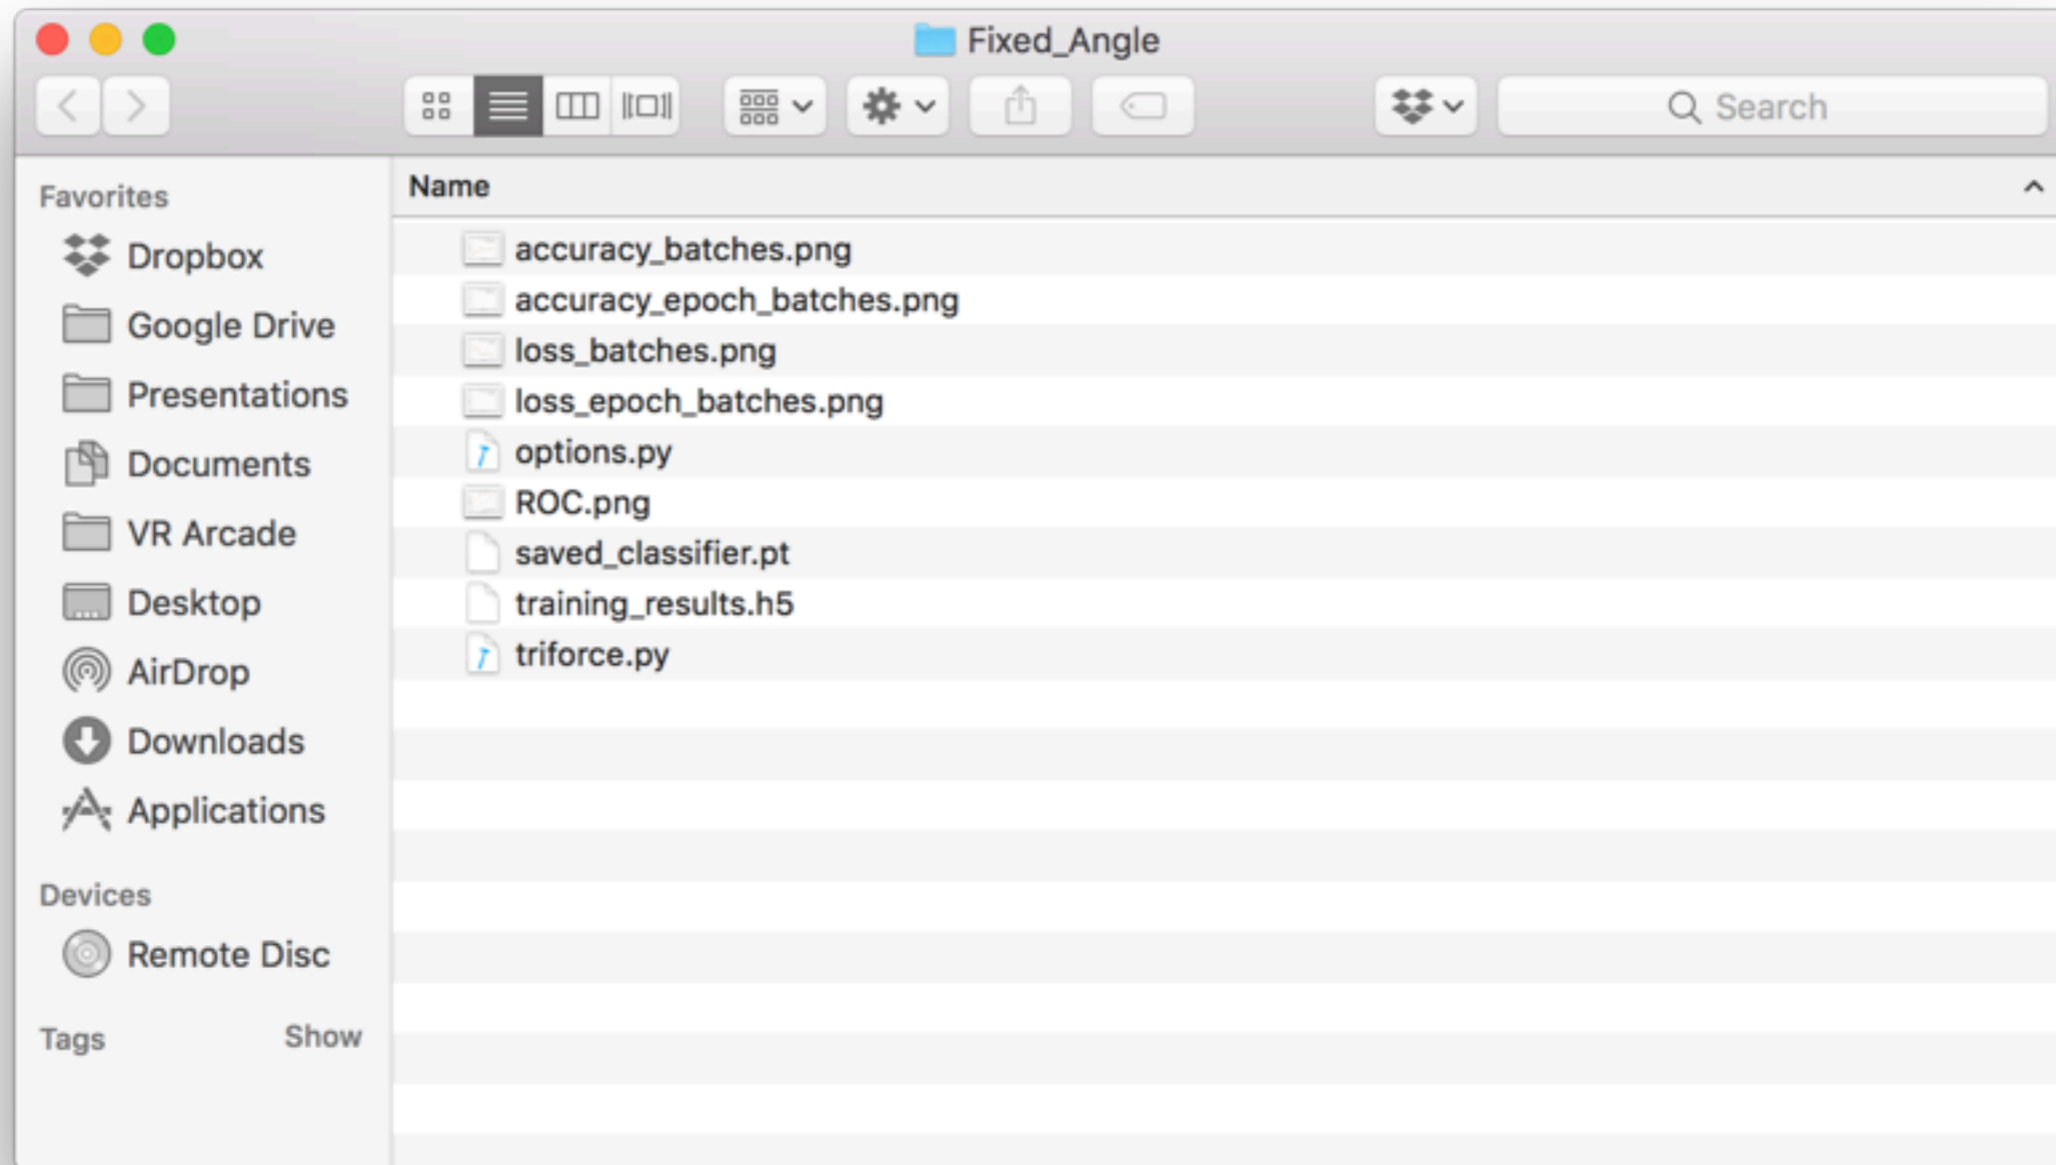 Fixed_Angle
Search
Favorites
Dropbox
Google Drive
Presentations
Documents
VR Arcade
Desktop
AirDrop
Downloads
Applications
Devices
Remote Disc
Tags Show
Name
accuracy_batches.png
accuracy_epoch_batches.png
loss_batches.png
loss_epoch_batches.png
options.py
ROC.png
saved_classifier.pt
training_results.h5
triforce.py